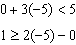 0 + 3(−5) < 5
1 ≥ 2(−5) − 0